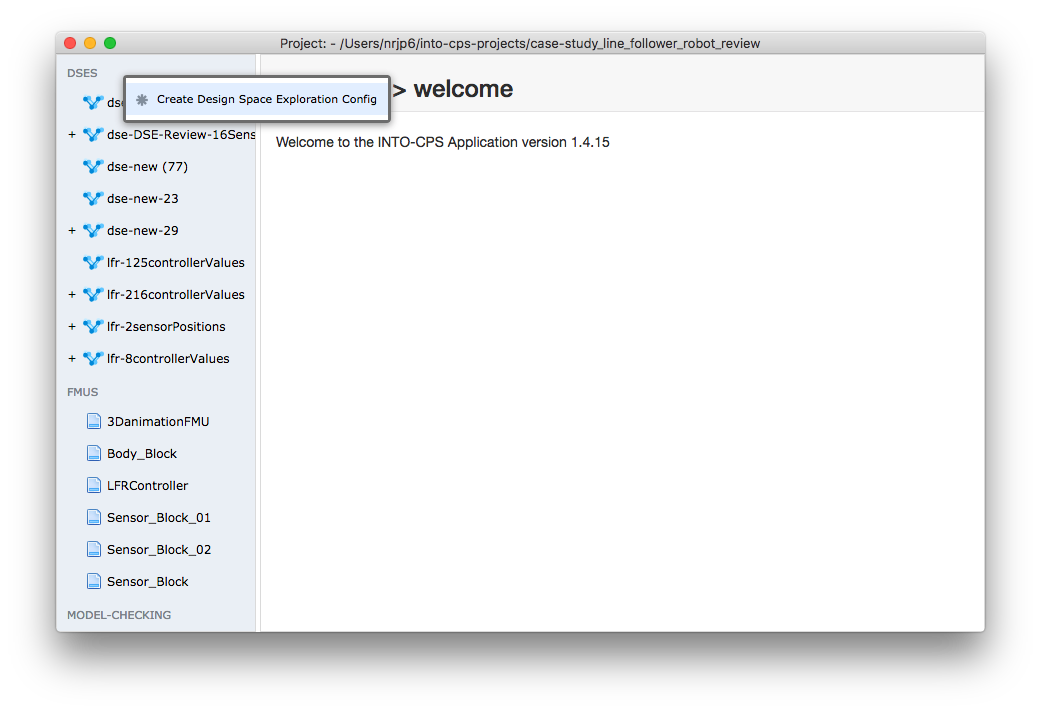 Project: - /Users/nrjp6/into-cps-projects/case-study_line_follower_robot_review
DSES
Create Design Space Exploration Config
> welcome
Welcome to the INTO-CPS Application version 1.4.15
+ dse-DSE-Review-16Sens
dse-new (77)
dse-new-23
+ dse-new-29
lfr-125controllerValues
+ lfr-216controllerValues
+ lfr-2sensorPositions
+ lfr-8controllerValues
FMUS
3DanimationFMU
Body_Block
LFRController
Sensor_Block_01
Sensor_Block_02
Sensor_Block
MODEL-CHECKING